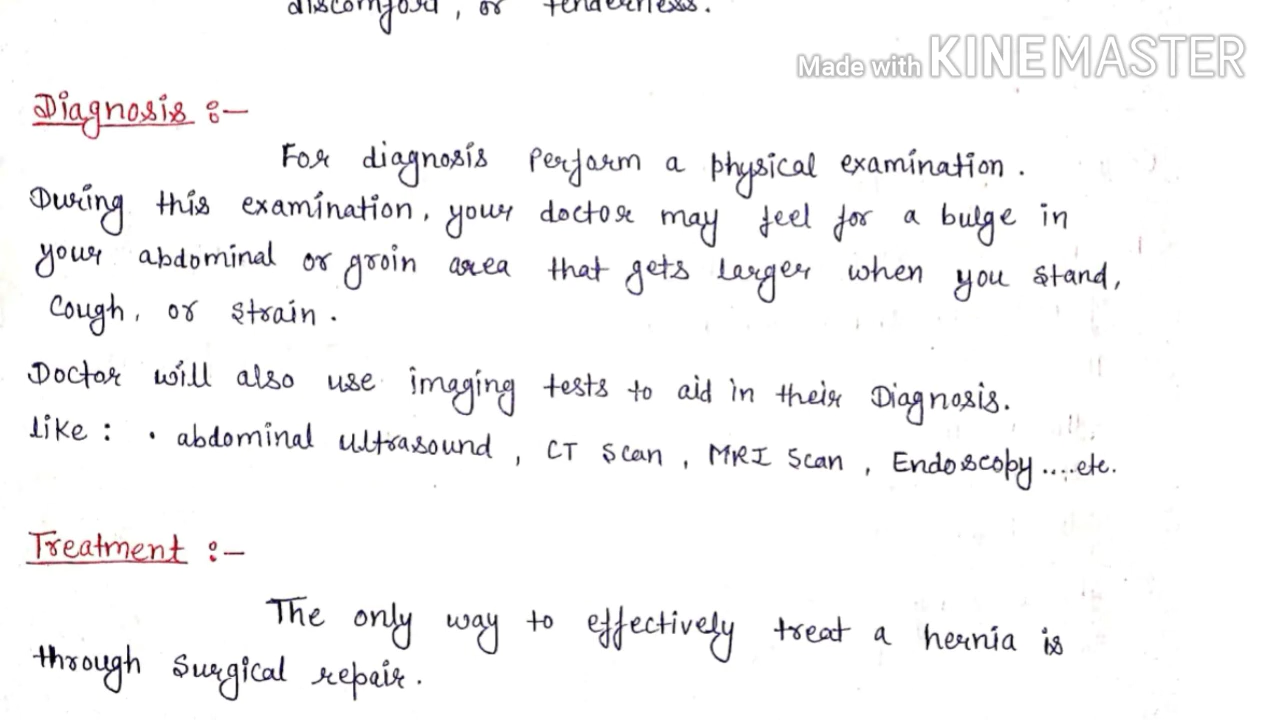 discomfort, or tenderness.
Made with KINEMASTER
Diagnosis :-
For diagnosis perform a physical examination.
During this examination, your doctor may feel for a bulge in
your abdominal or groin area that gets larger when you stand,
Cough, or strain.
Doctor will also use imaging tests to aid in their Diagnosis.
Like : • abdominal ultrasound, CT Scan, MRI Scan, Endoscopy ....etc.
Treatment :-
The only way to effectively treat a hernia is
through Surgical repair.